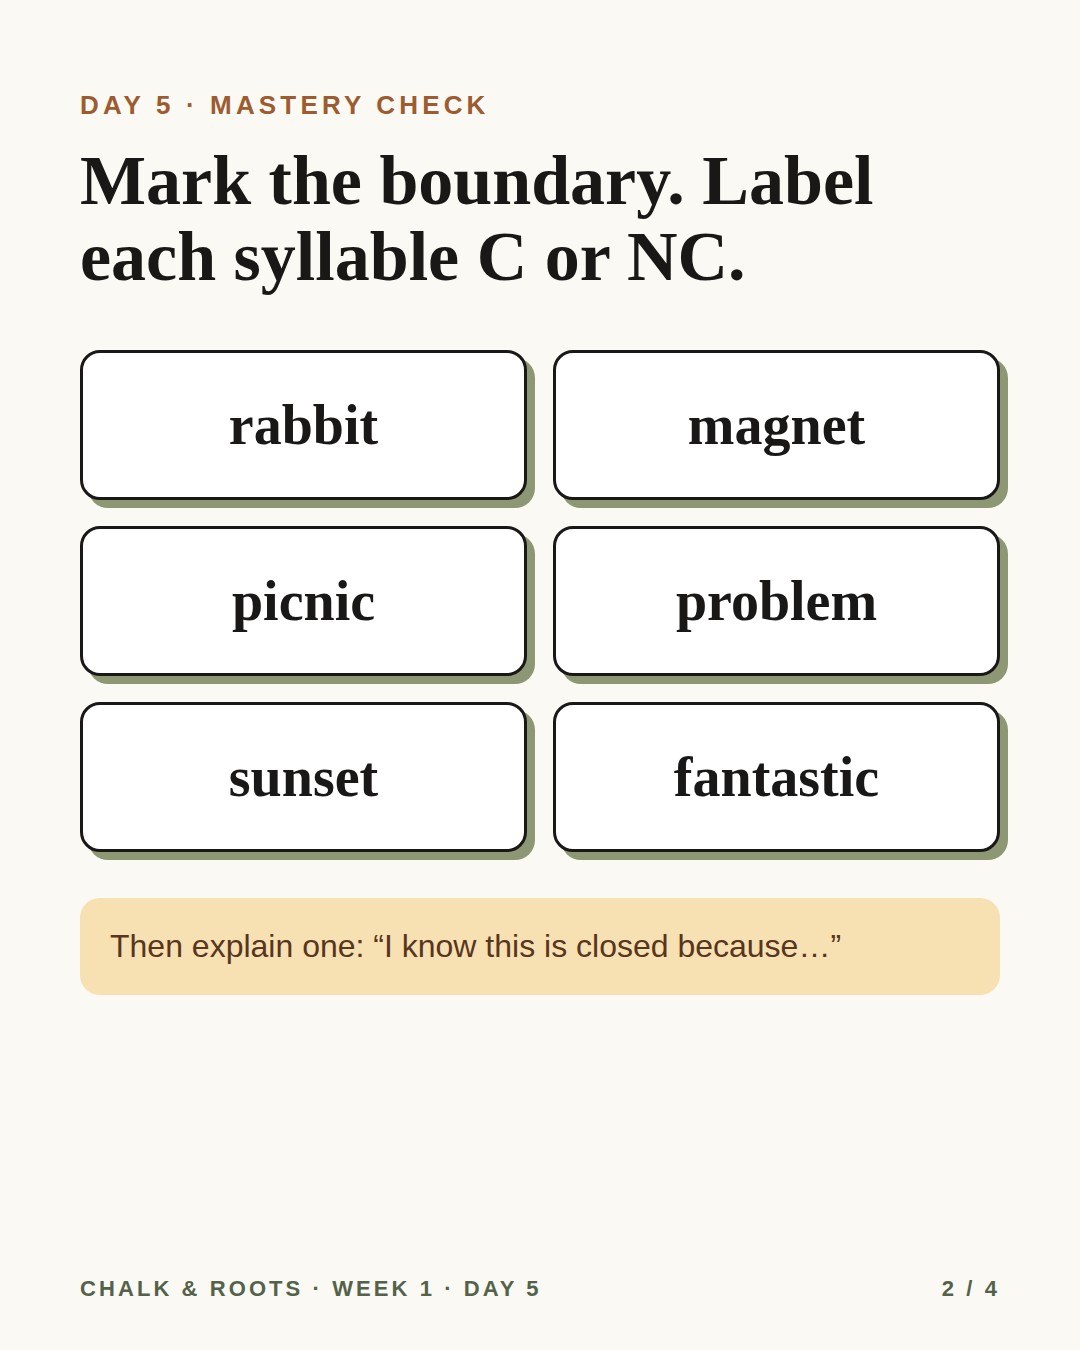 DAY 5 · MASTERY CHECK
Mark the boundary. Label
each syllable C or NC.
rabbit
magnet
picnic
problem
sunset
fantastic
Then explain one: “I know this is closed because…”
CHALK & ROOTS · WEEK 1 · DAY 5
2 / 4